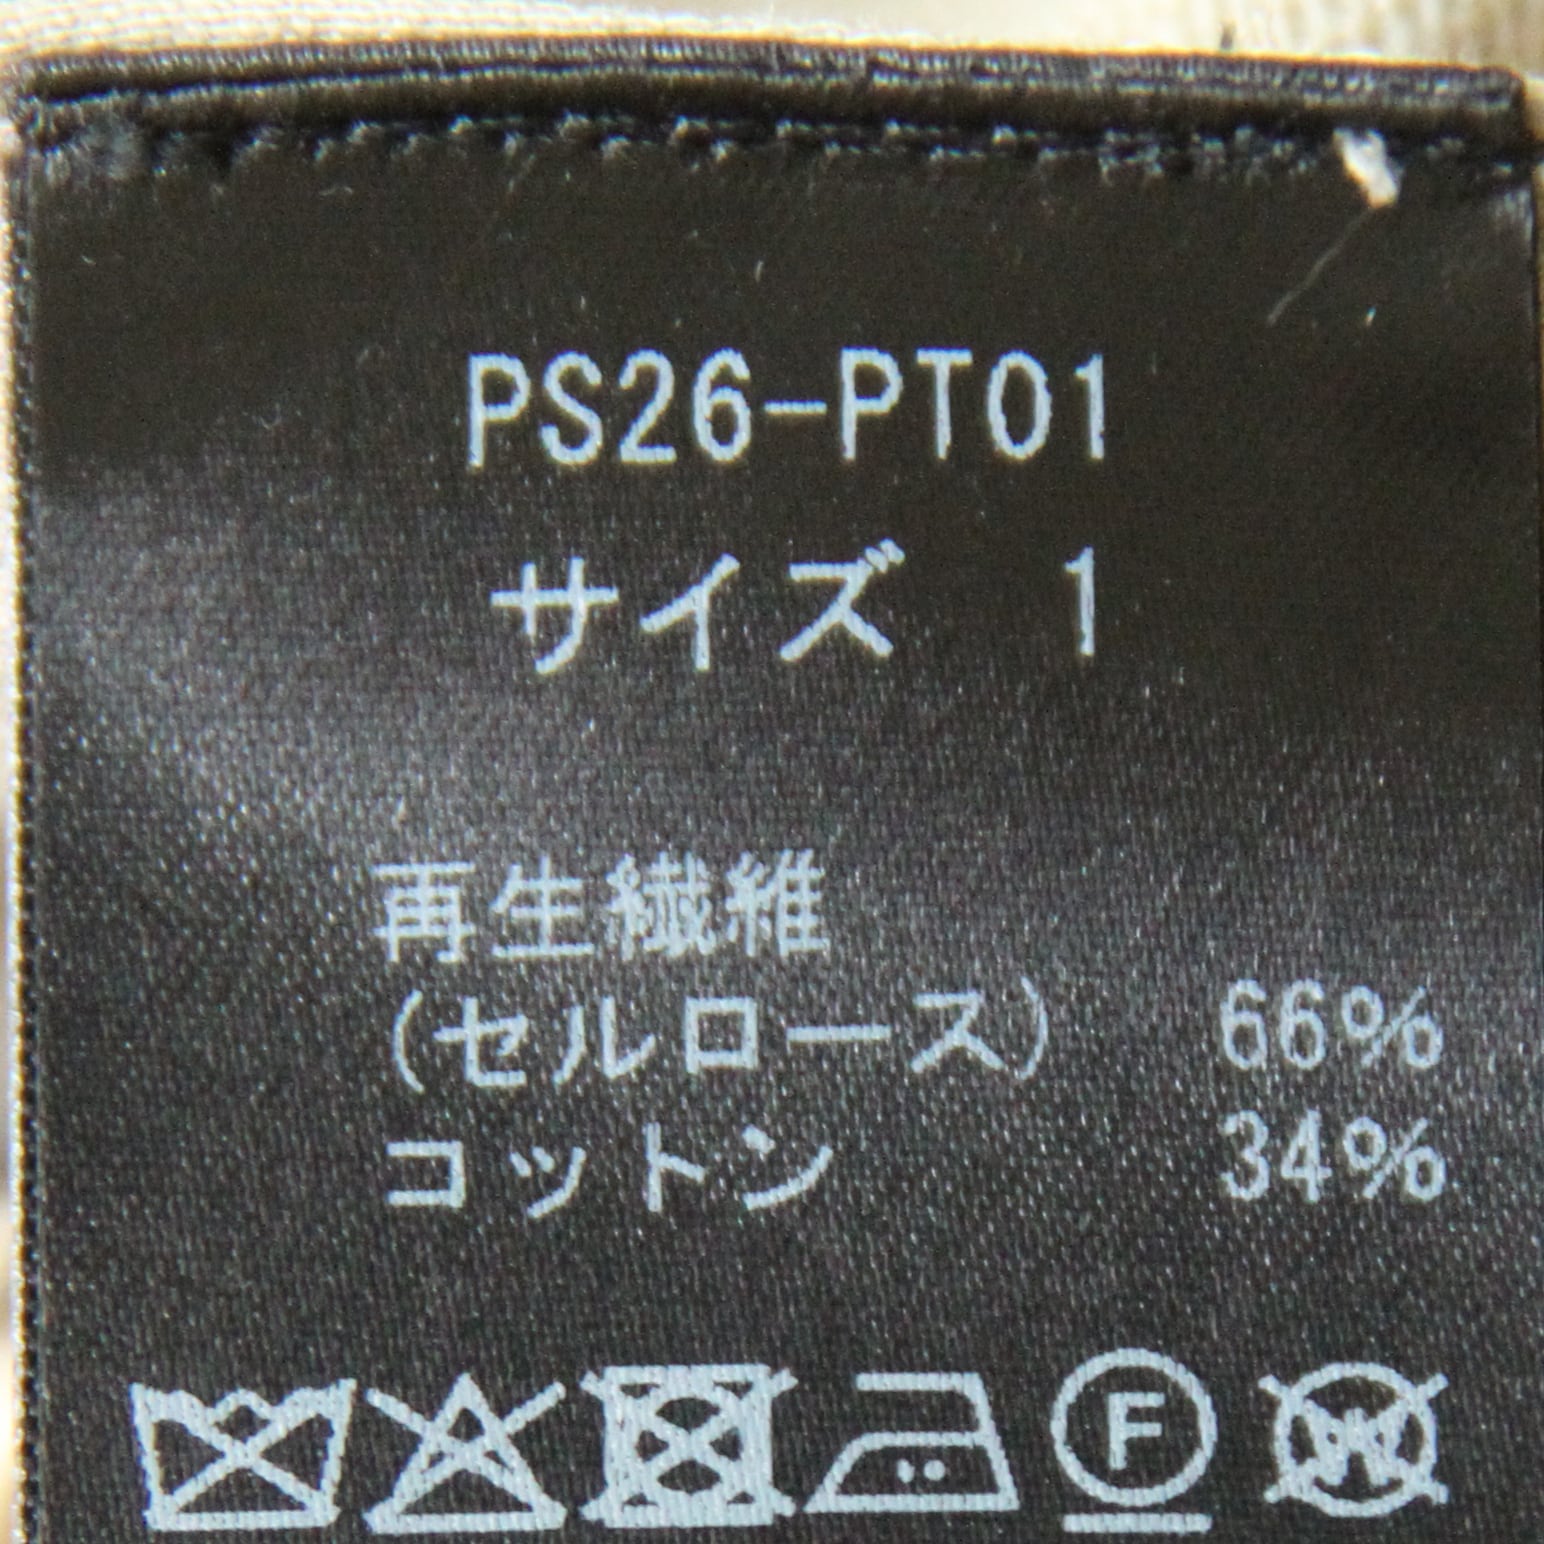 PS26-PT01
サイズ 1
再生繊維
(セルロース) 66%
コットン 34%
F
W